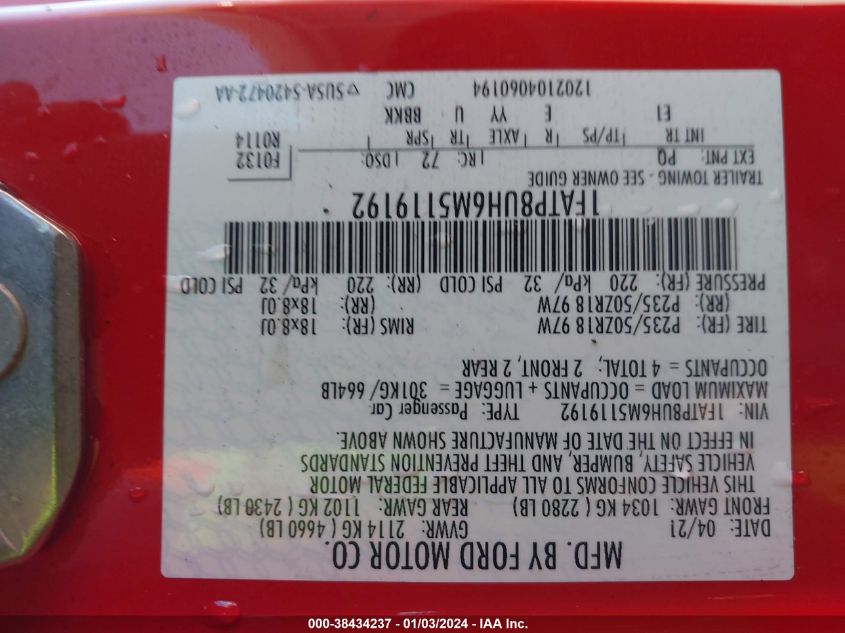 MFD. BY FORD MOTOR CO.
DATE: 04/21 GVWR: 2114 KG ( 4660 LB)
FRONT GAWR: 1034 KG ( 2280 LB) REAR GAWR: 1102 KG ( 2430 LB)
THIS VEHICLE CONFORMS TO ALL APPLICABLE FEDERAL MOTOR
VEHICLE SAFETY, BUMPER, AND THEFT PREVENTION STANDARDS
IN EFFECT ON THE DATE OF MANUFACTURE SHOWN ABOVE.
VIN: 1FATP8UH6M5119192 TYPE: Passenger Car
MAXIMUM LOAD = OCCUPANTS + LUGGAGE = 301KG/ 664LB
OCCUPANTS = 4 TOTAL: 2 FRONT, 2 REAR
TIRE (FR): P235/50ZR18 97W RIMS (FR): 18x8.0J
(RR): P235/50ZR18 97W (RR): 18x8.0J
PRESSURE (FR): 220 kPa/ 32 PSI COLD (RR): 220 kPa/ 32 PSI COLD
1FATP8UH6M5119192
TRAILER TOWING - SEE OWNER GUIDE
EXT PNT: PQ RC: 72 DSO: F0132
INT TR TP/PS R AXLE TR SPR R0114
EI E YY U BBKK
1202104060194 CMC SUSA-5420472-AA
000-38434237 - 01/03/2024 - IAA Inc.